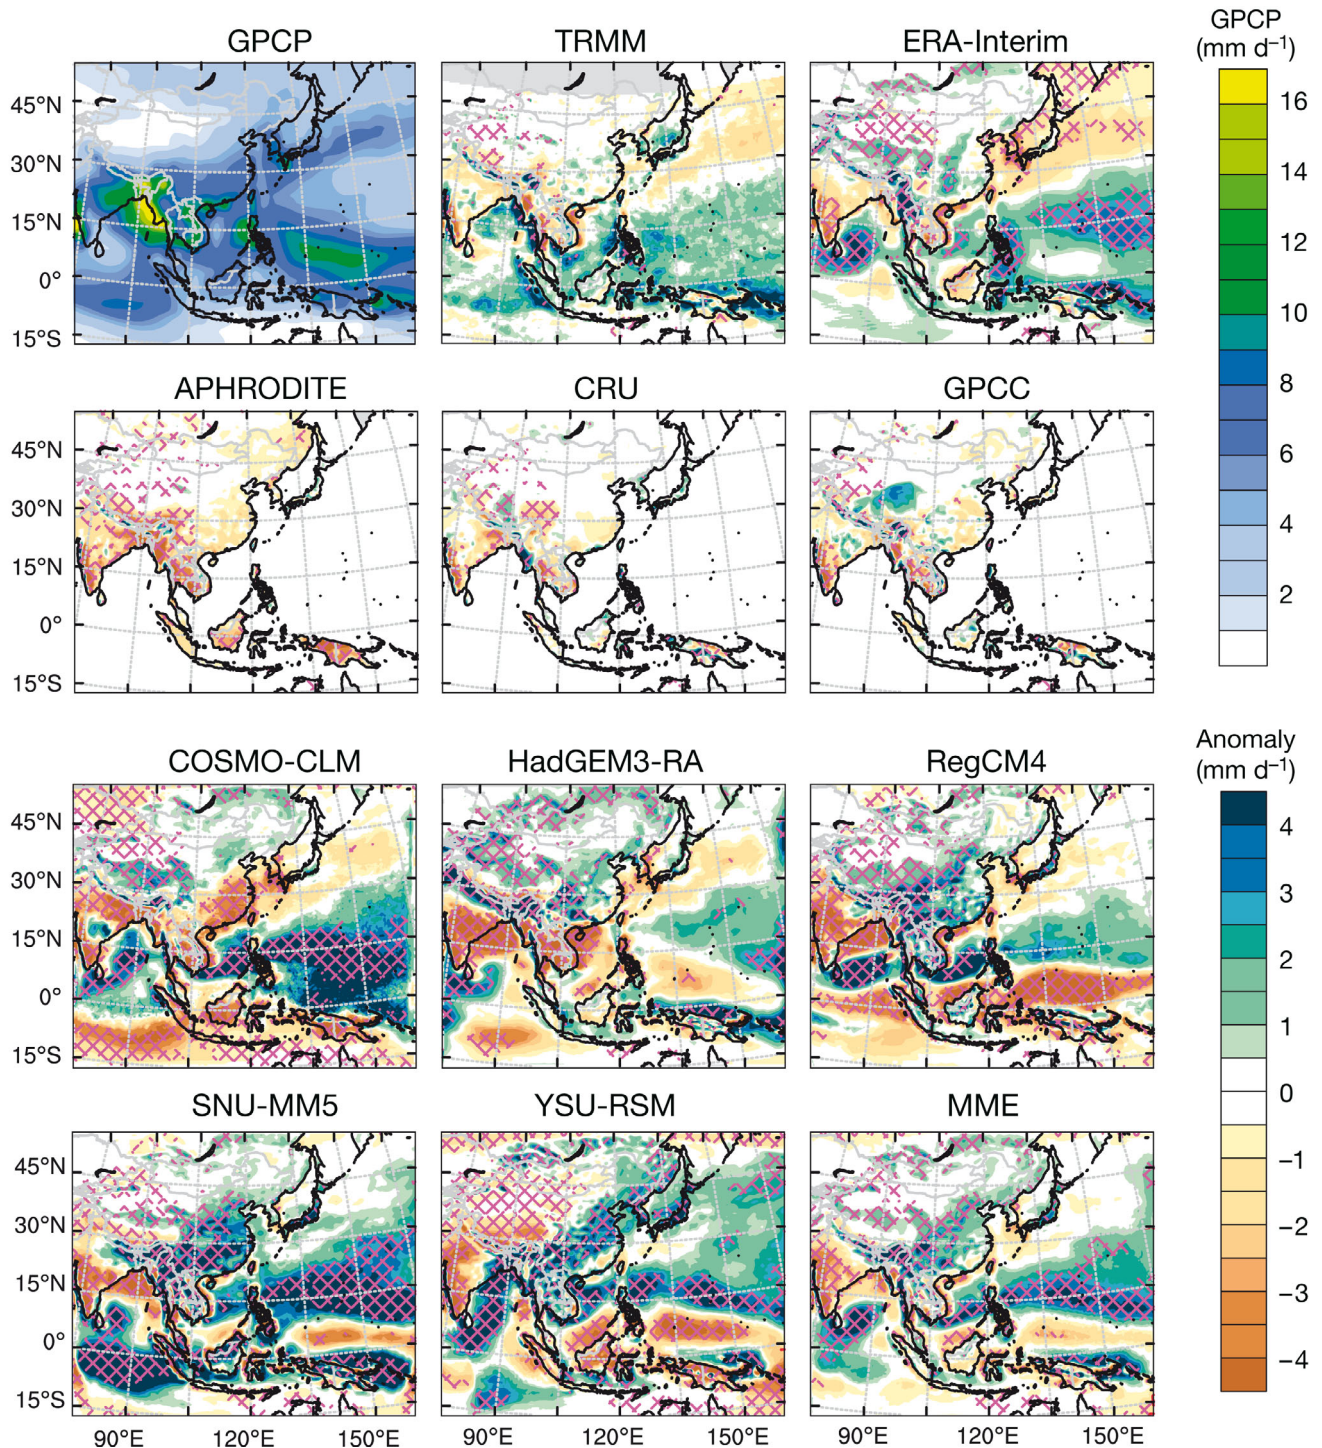 GPCP
TRMM
ERA-Interim
GPCP
(mm d⁻¹)
45°N
30°N
15°N
0°
15°S
16
14
12
10
8
6
4
2
APHRODITE
CRU
GPCC
45°N
30°N
15°N
0°
15°S
COSMO-CLM
HadGEM3-RA
RegCM4
Anomaly
(mm d⁻¹)
45°N
30°N
15°N
0°
15°S
4
3
2
1
0
−1
−2
−3
−4
SNU-MM5
YSU-RSM
MME
45°N
30°N
15°N
0°
15°S
90°E 120°E 150°E 90°E 120°E 150°E 90°E 120°E 150°E